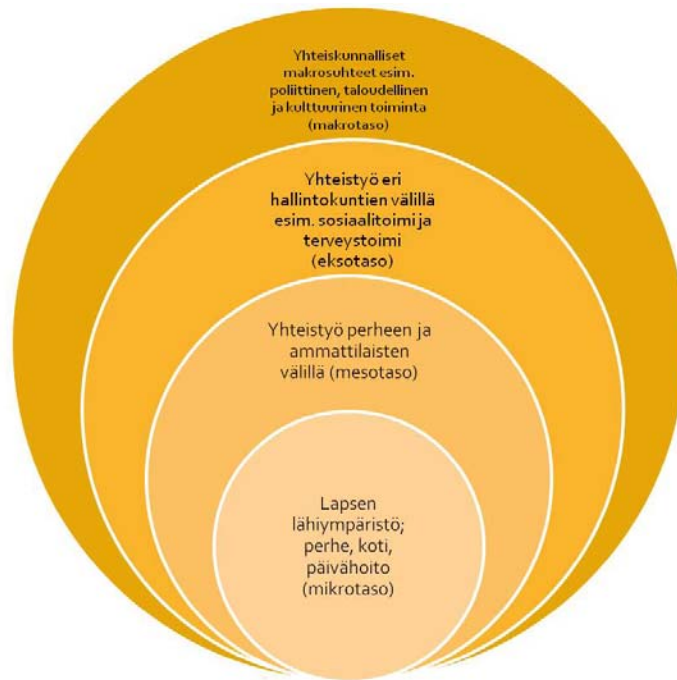 Yhteiskunnalliset
makrosuhteet esim.
poliittinen, taloudellinen
ja kulttuurinen toiminta
(makrotaso)
Yhteistyö eri
hallintokuntien välillä
esim. sosiaalitoimi ja
terveystoimi
(eksotaso)
Yhteistyö perheen ja
ammattilaisten
välillä (mesotaso)
Lapsen
lähiympäristö;
perhe, koti,
päivähoito
(mikrotaso)